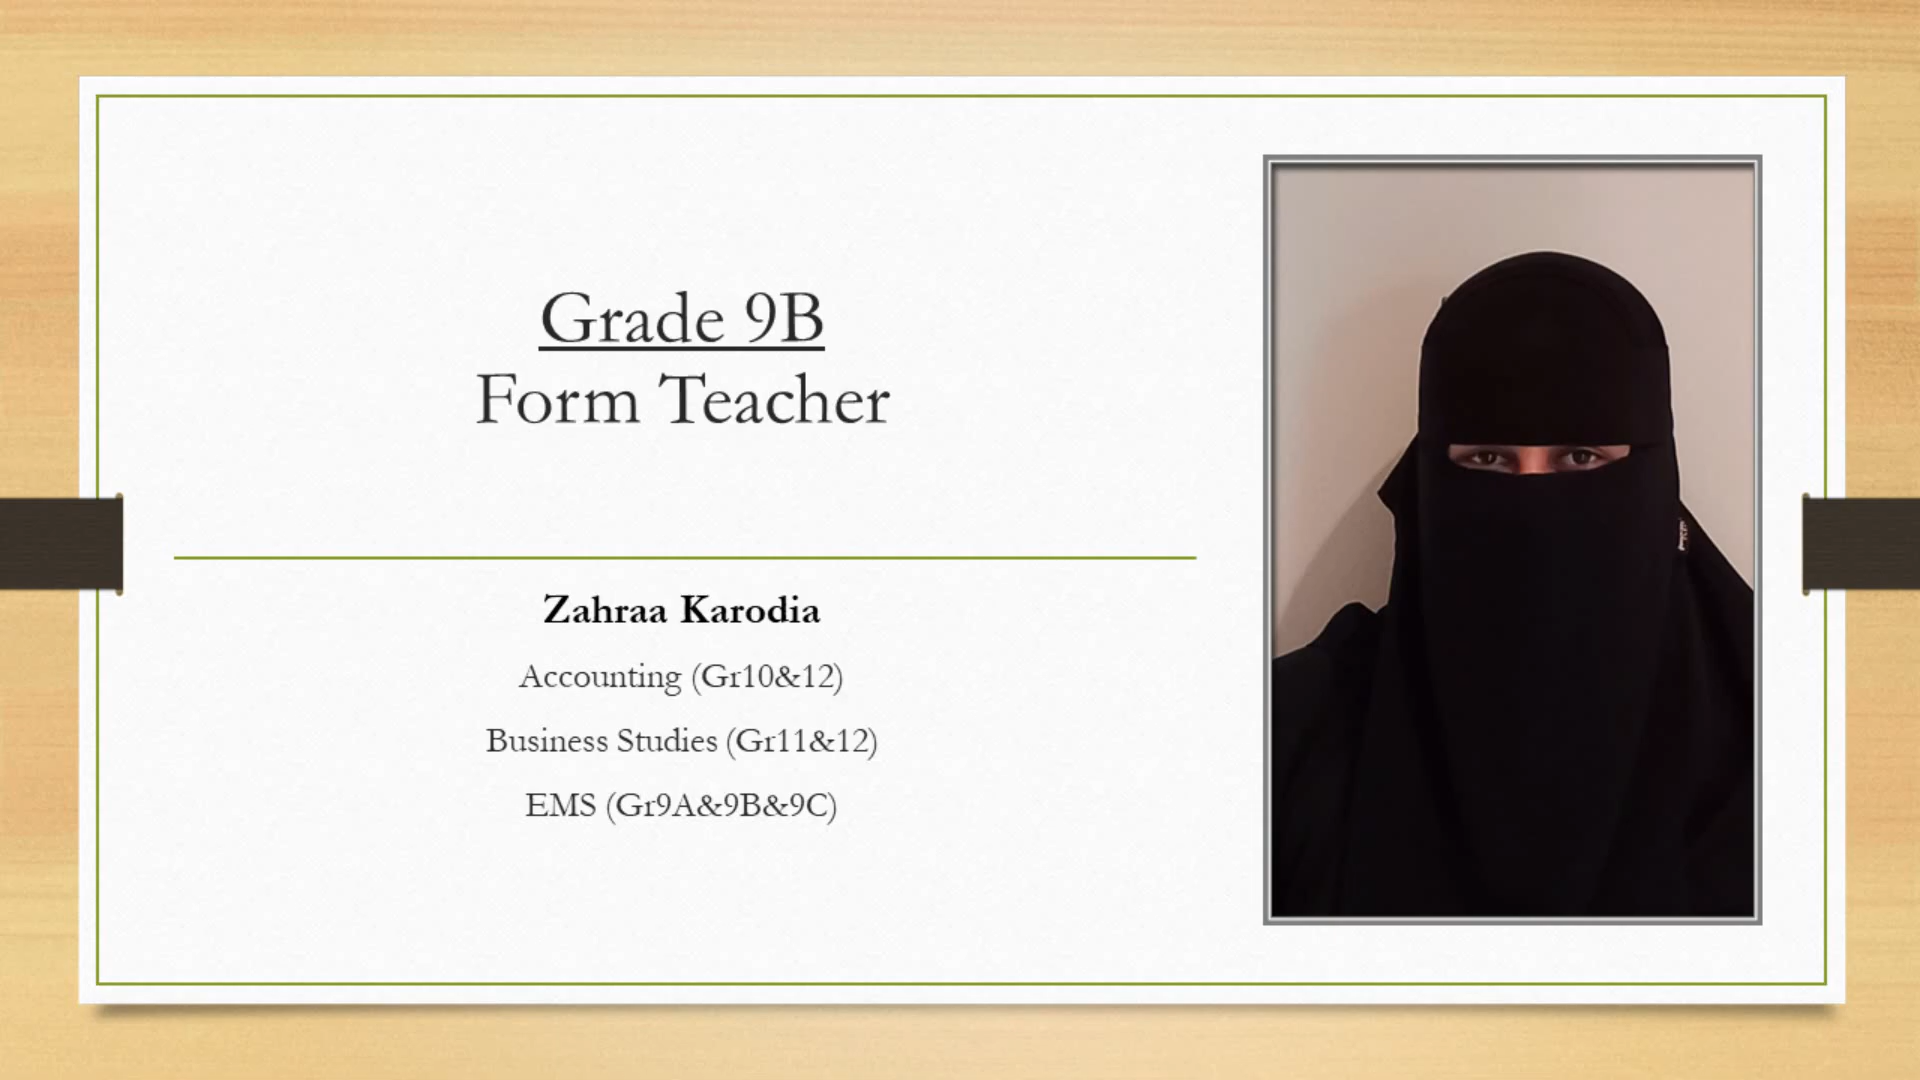 Grade 9B
Form Teacher
Zahraa Karodia
Accounting (Gr10&12)
Business Studies (Gr11&12)
EMS (Gr9A&9B&9C)